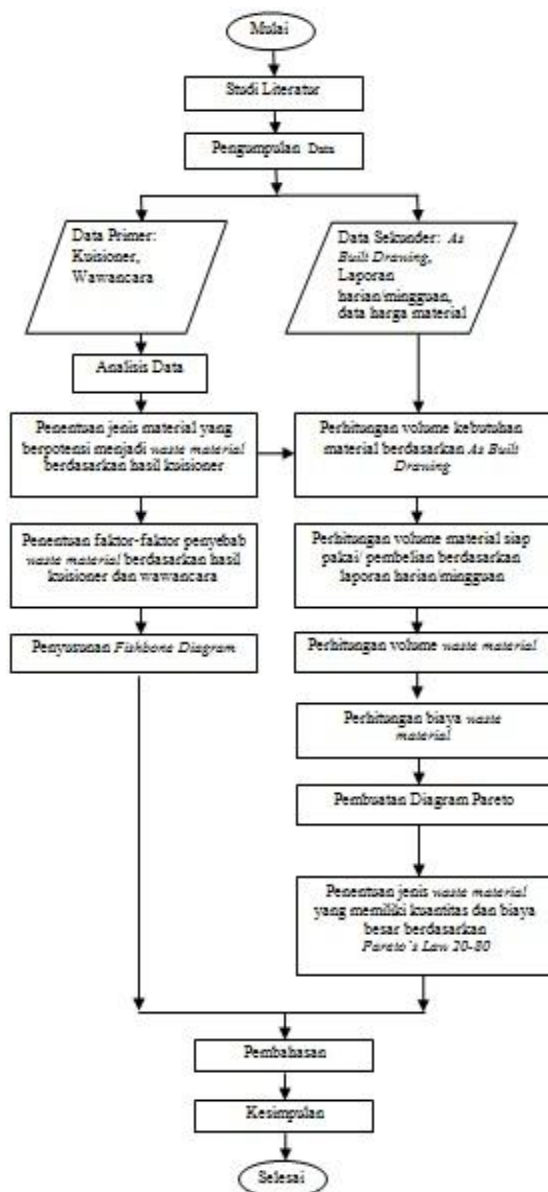 Mulai
Studi Literatur
Pengumpulan Data
Data Primer:
Kuisioner,
Wawancara
Data Sekunder: As
Built Drawing,
Laporan
harian/mingguan,
data harga material
Analisis Data
Penentuan jenis material yang
berpotensi menjadi waste material
berdasarkan hasil kuisioner
Perhitungan volume kebutuhan
material berdasarkan As Built
Drawing
Penentuan faktor-faktor penyebab
waste material berdasarkan hasil
kuisioner dan wawancara
Perhitungan volume material siap
pakai/ pembelian berdasarkan
laporan harian/mingguan
Penyusunan Fishbone Diagram
Perhitungan volume waste material
Perhitungan biaya waste
material
Pembuatan Diagram Pareto
Penentuan jenis waste material
yang memiliki kuantitas dan biaya
besar berdasarkan
Pareto's Law 20-80
Pembahasan
Kesimpulan
Selesai